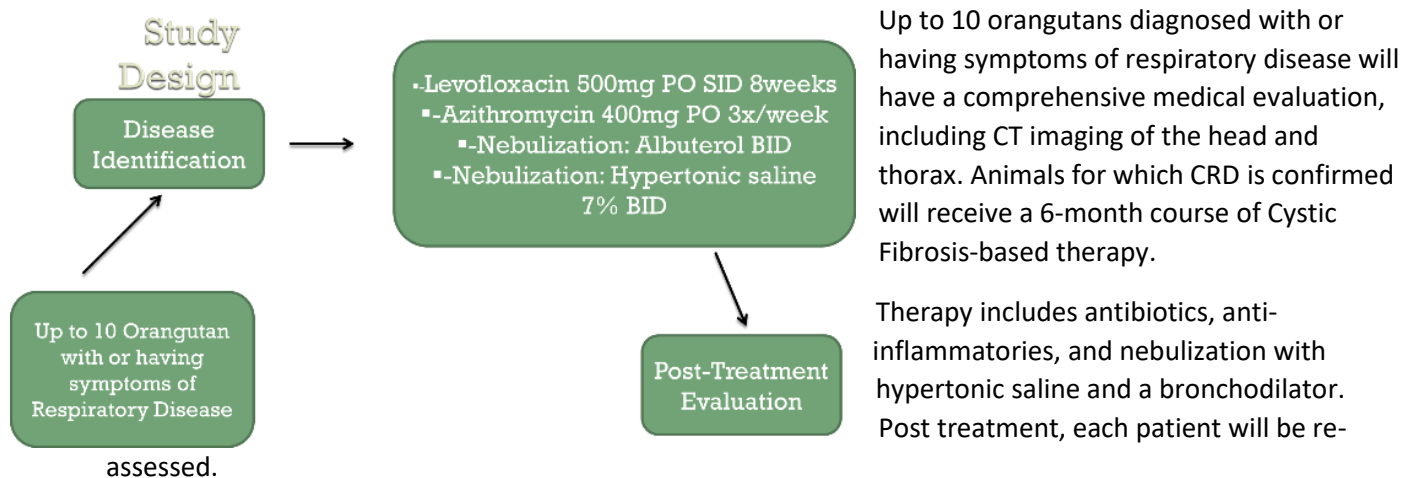 Study
Design
Disease
Identification
▪-Levofloxacin 500mg PO SID 8weeks
▪-Azithromycin 400mg PO 3x/week
▪-Nebulization: Albuterol BID
▪-Nebulization: Hypertonic saline
7% BID
Up to 10 Orangutan
with or having
symptoms of
Respiratory Disease
Post-Treatment
Evaluation
Up to 10 orangutans diagnosed with or
having symptoms of respiratory disease will
have a comprehensive medical evaluation,
including CT imaging of the head and
thorax. Animals for which CRD is confirmed
will receive a 6-month course of Cystic
Fibrosis-based therapy.
Therapy includes antibiotics, anti-
inflammatories, and nebulization with
hypertonic saline and a bronchodilator.
Post treatment, each patient will be re-
assessed.